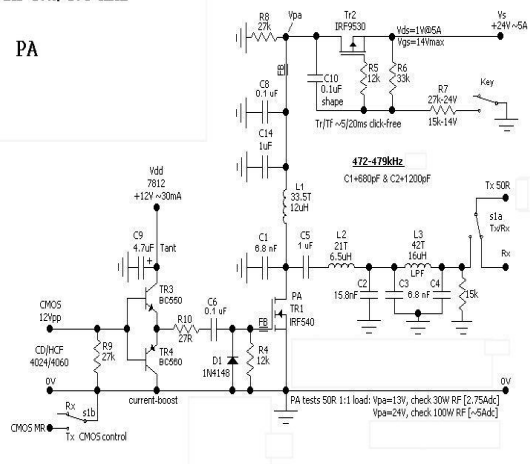 PA
R8
27k
Vpa
Tr2
IRF9530
Vds=1V@5A
Vgs=14Vmax
Vs
+24V ~5A
FB
C8
0.1 uF
C10
0.1uF
shape
R5
12k
R6
33k
R7
27k-24V
15k-14V
Key
Tr/Tf ~5/20ms click-free
C14
1uF
472-479kHz
C1+680pF & C2+1200pF
Vdd
7812
+12V ~30mA
L1
33.5T
12uH
Tx 50R
s1a
Tx/Rx
Rx
C9
4.7uF
+
Tant
C1
6.8 nF
C5
1 uF
L2
21T
6.5uH
L3
42T
16uH
LPF
C2
15.8nF
C3
C4
6.8 nF
15k
TR3
BC550
CMOS
12Vpp
C6
0.1 uF
PA
TR1
IRF540
FB
R10
27R
CD/HCF
4024/4060
R9
27k
TR4
BC560
D1
1N4148
R4
12k
0V
0V
current-boost
Rx
s1b
CMOS MR
Tx CMOS control
PA tests 50R 1:1 load: Vpa=13V, check 30W RF [2.75Adc]
Vpa=24V, check 100W RF [~5Adc]